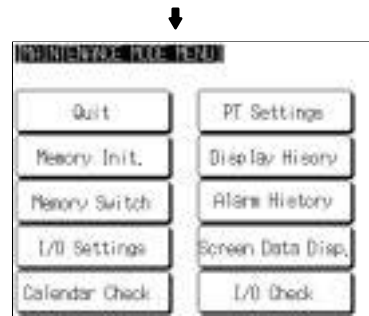 MAINTENANCE MODE MENU
Quit
PT Settings
Memory Init.
Display Hisory
Memory Switch
Alarm History
I/O Settings
Screen Data Disp.
Calendar Check
I/O Check